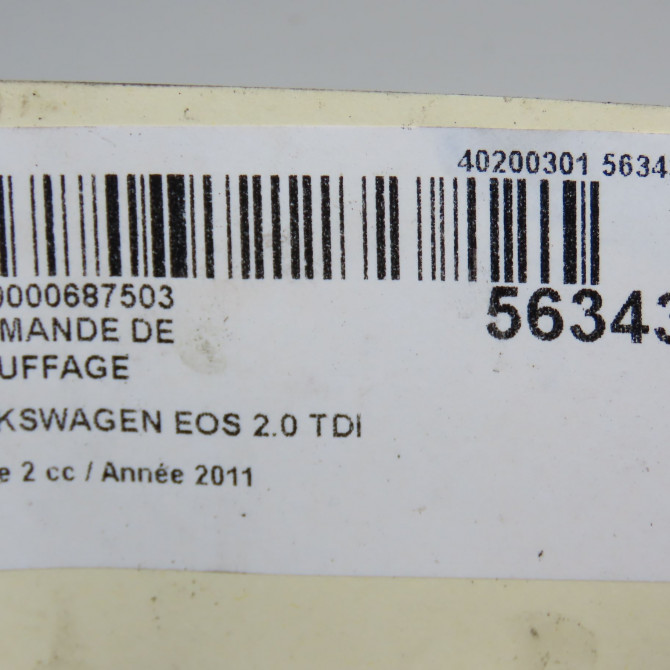 40200301 5634
0000687503
56343
MANDE DE
UFFAGE
KSWAGEN EOS 2.0 TDI
e 2 cc / Année 2011